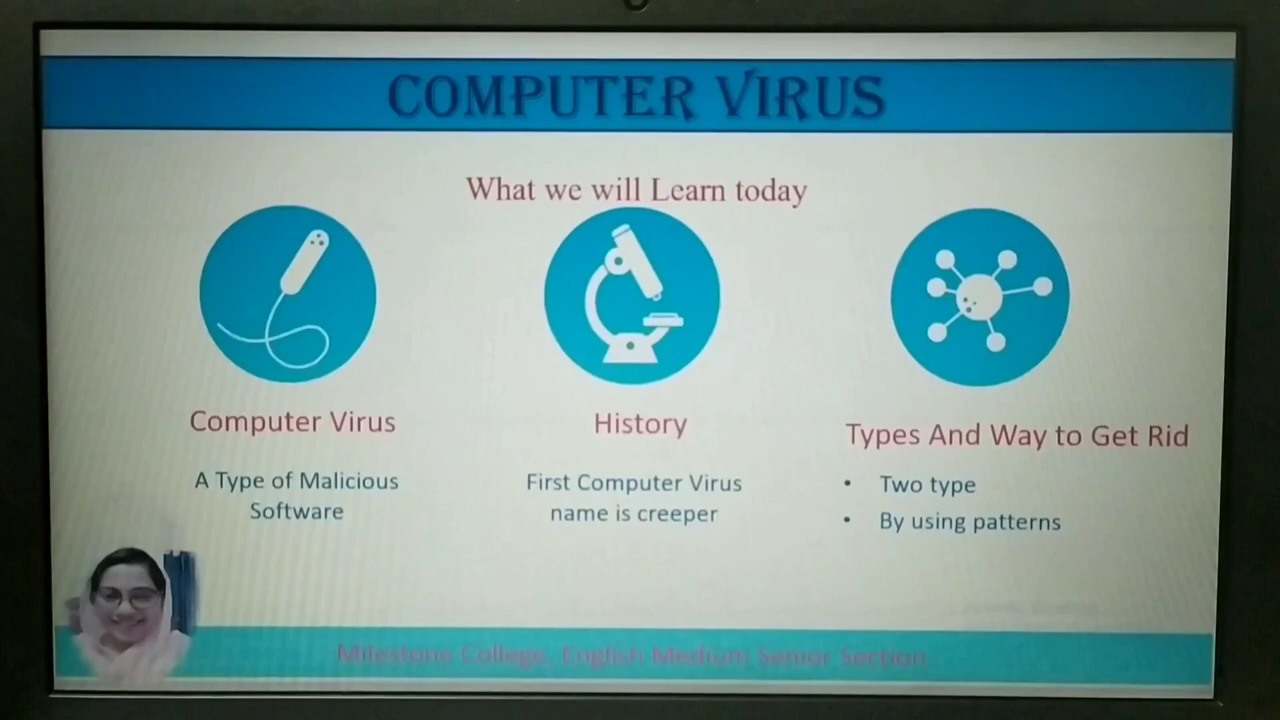 COMPUTER VIRUS
What we will Learn today
Computer Virus
A Type of Malicious
Software
History
First Computer Virus
name is creeper
Types And Way to Get Rid
• Two type
• By using patterns
Milestone College, English Medium Senior Section